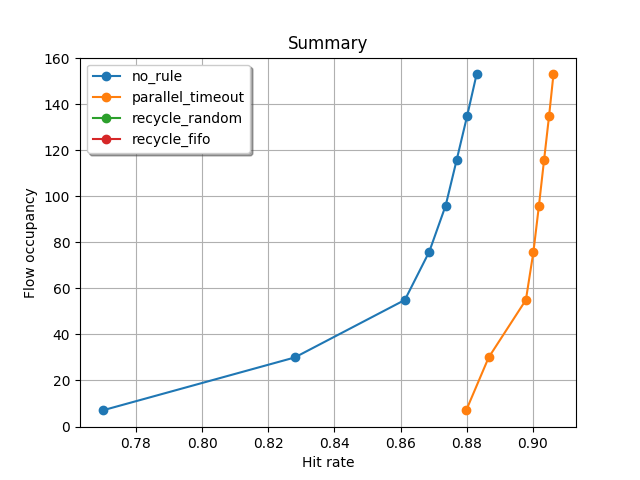 Summary
no_rule
parallel_timeout
recycle_random
recycle_fifo
160
140
120
100
80
60
40
20
0
Flow occupancy
0.78 0.80 0.82 0.84 0.86 0.88 0.90
Hit rate